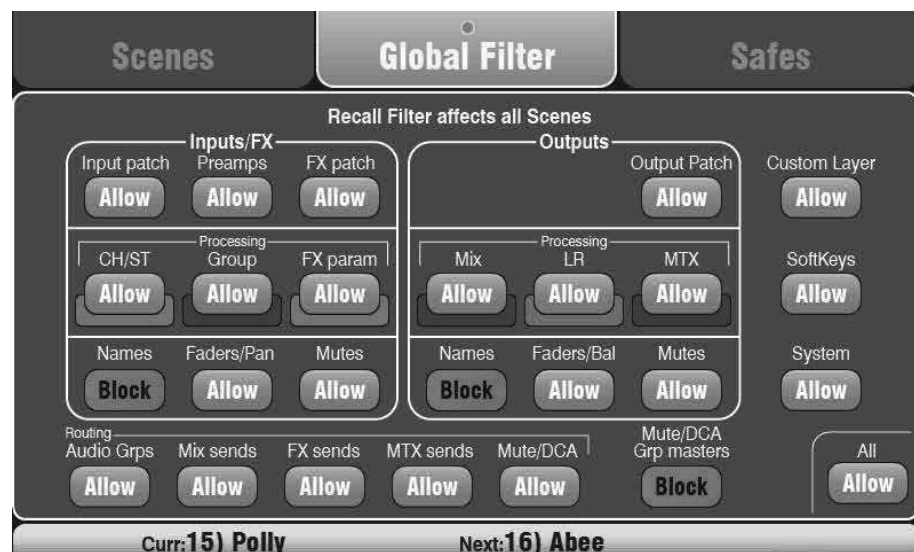 Scenes Global Filter Safes
Recall Filter affects all Scenes
Inputs/FX Outputs
Input patch Preamps FX patch Output Patch Custom Layer
Allow Allow Allow Allow Allow
Processing Processing
CH/ST Group FX param Mix LR MTX SoftKeys
Allow Allow Allow Allow Allow Allow Allow
Names Faders/Pan Mutes Names Faders/Bal Mutes System
Block Allow Allow Block Allow Allow Allow
Routing Mute/DCA
Audio Grps Mix sends FX sends MTX sends Mute/DCA Grp masters All
Allow Allow Allow Allow Allow Block Allow
Curr:15) Polly Next:16) Abee